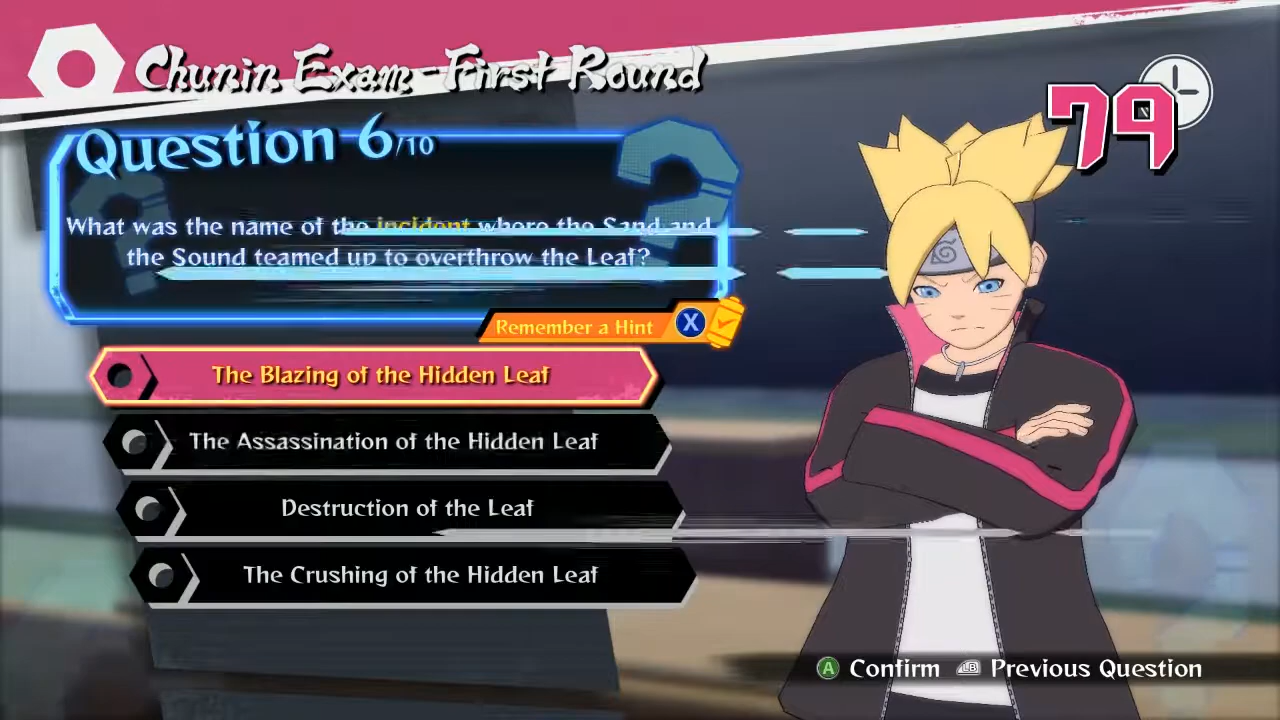 Chunin Exam - First Round
79
Question 6/10
What was the name of the incident where the Sand and
the Sound teamed up to overthrow the Leaf?
Remember a Hint X
The Blazing of the Hidden Leaf
The Assassination of the Hidden Leaf
Destruction of the Leaf
The Crushing of the Hidden Leaf
A Confirm LB Previous Question